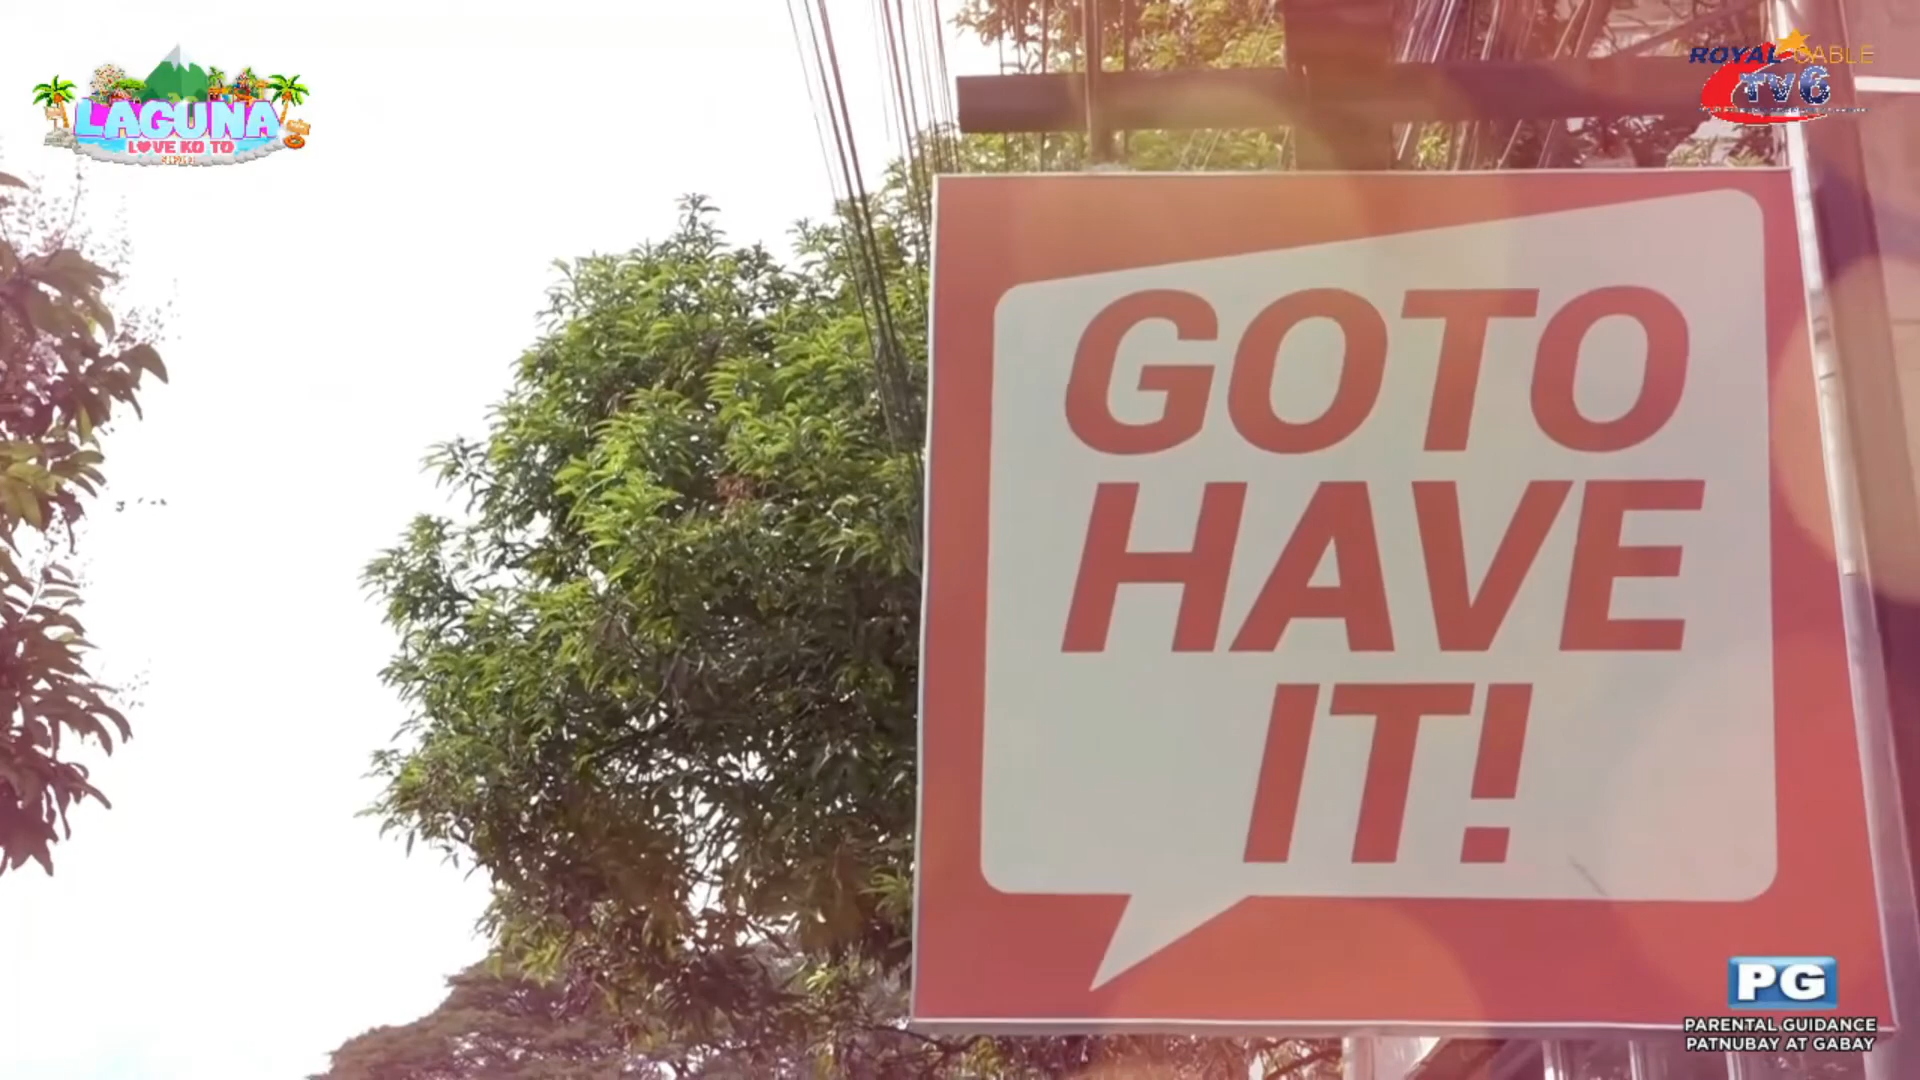 LAGUNA
LOVE KO TO
ROYAL CABLE
TV6
GOTO
HAVE
IT!
PG
PARENTAL GUIDANCE
PATNUBAY AT GABAY